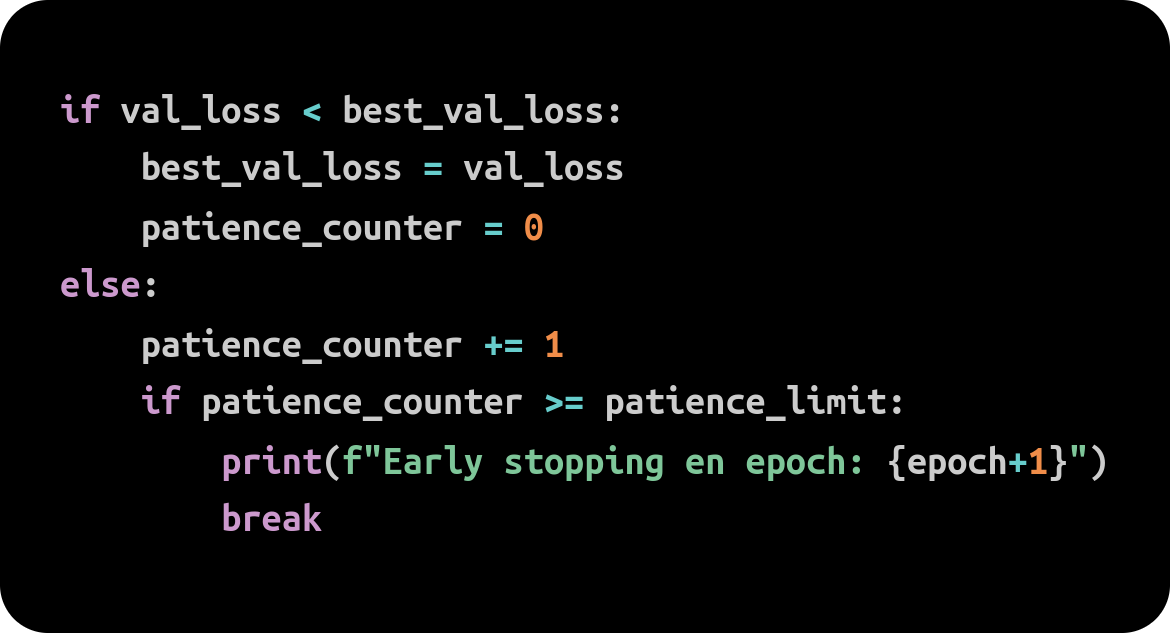 if val_loss < best_val_loss:
    best_val_loss = val_loss
    patience_counter = 0
else:
    patience_counter += 1
    if patience_counter >= patience_limit:
        print(f"Early stopping en epoch: {epoch+1}")
        break